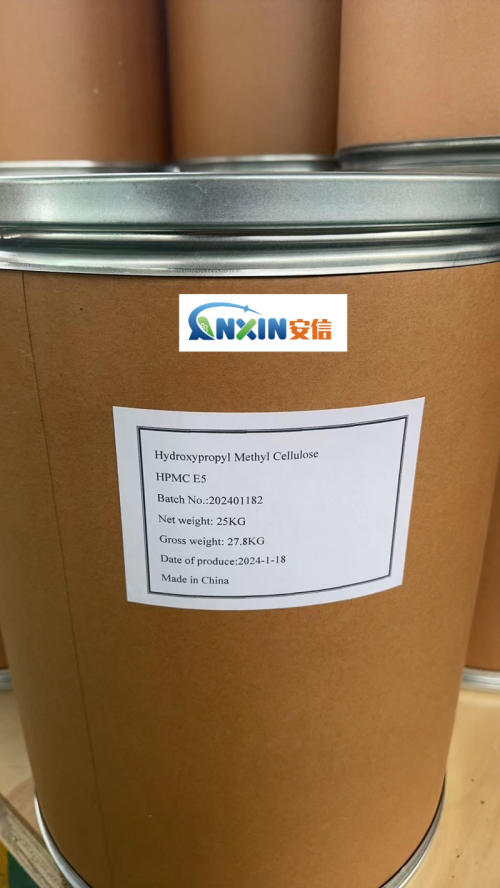 ANXIN安信
Hydroxypropyl Methyl Cellulose
HPMC E5
Batch No.:202401182
Net weight: 25KG
Gross weight: 27.8KG
Date of produce:2024-1-18
Made in China